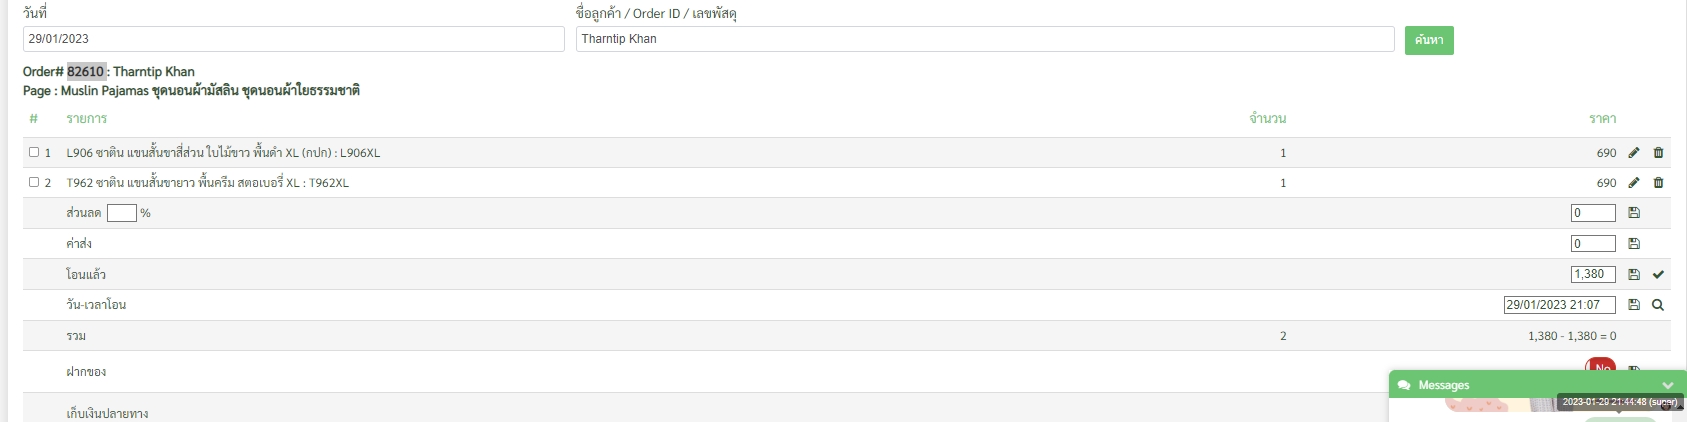 วันที่ ชื่อลูกค้า / Order ID / เลขพัสดุ
29/01/2023 Tharntip Khan ค้นหา
Order# 82610 : Tharntip Khan
Page : Muslin Pajamas ชุดนอนผ้ามัสลิน ชุดนอนผ้าใยธรรมชาติ
# รายการ จำนวน ราคา
1 L906 ซาติน แขนสั้นขาสี่ส่วน ใบไม้ขาว พื้นดำ XL (กปก) : L906XL 1 690
2 T962 ซาติน แขนสั้นขายาว พื้นครีม สตอเบอรี่ XL : T962XL 1 690
ส่วนลด % 0
ค่าส่ง 0
โอนแล้ว 1,380
วัน-เวลาโอน 29/01/2023 21:07
รวม 2 1,380 - 1,380 = 0
ฝากของ No
Messages
2023-01-29 21:44:48 (super)
เก็บเงินปลายทาง